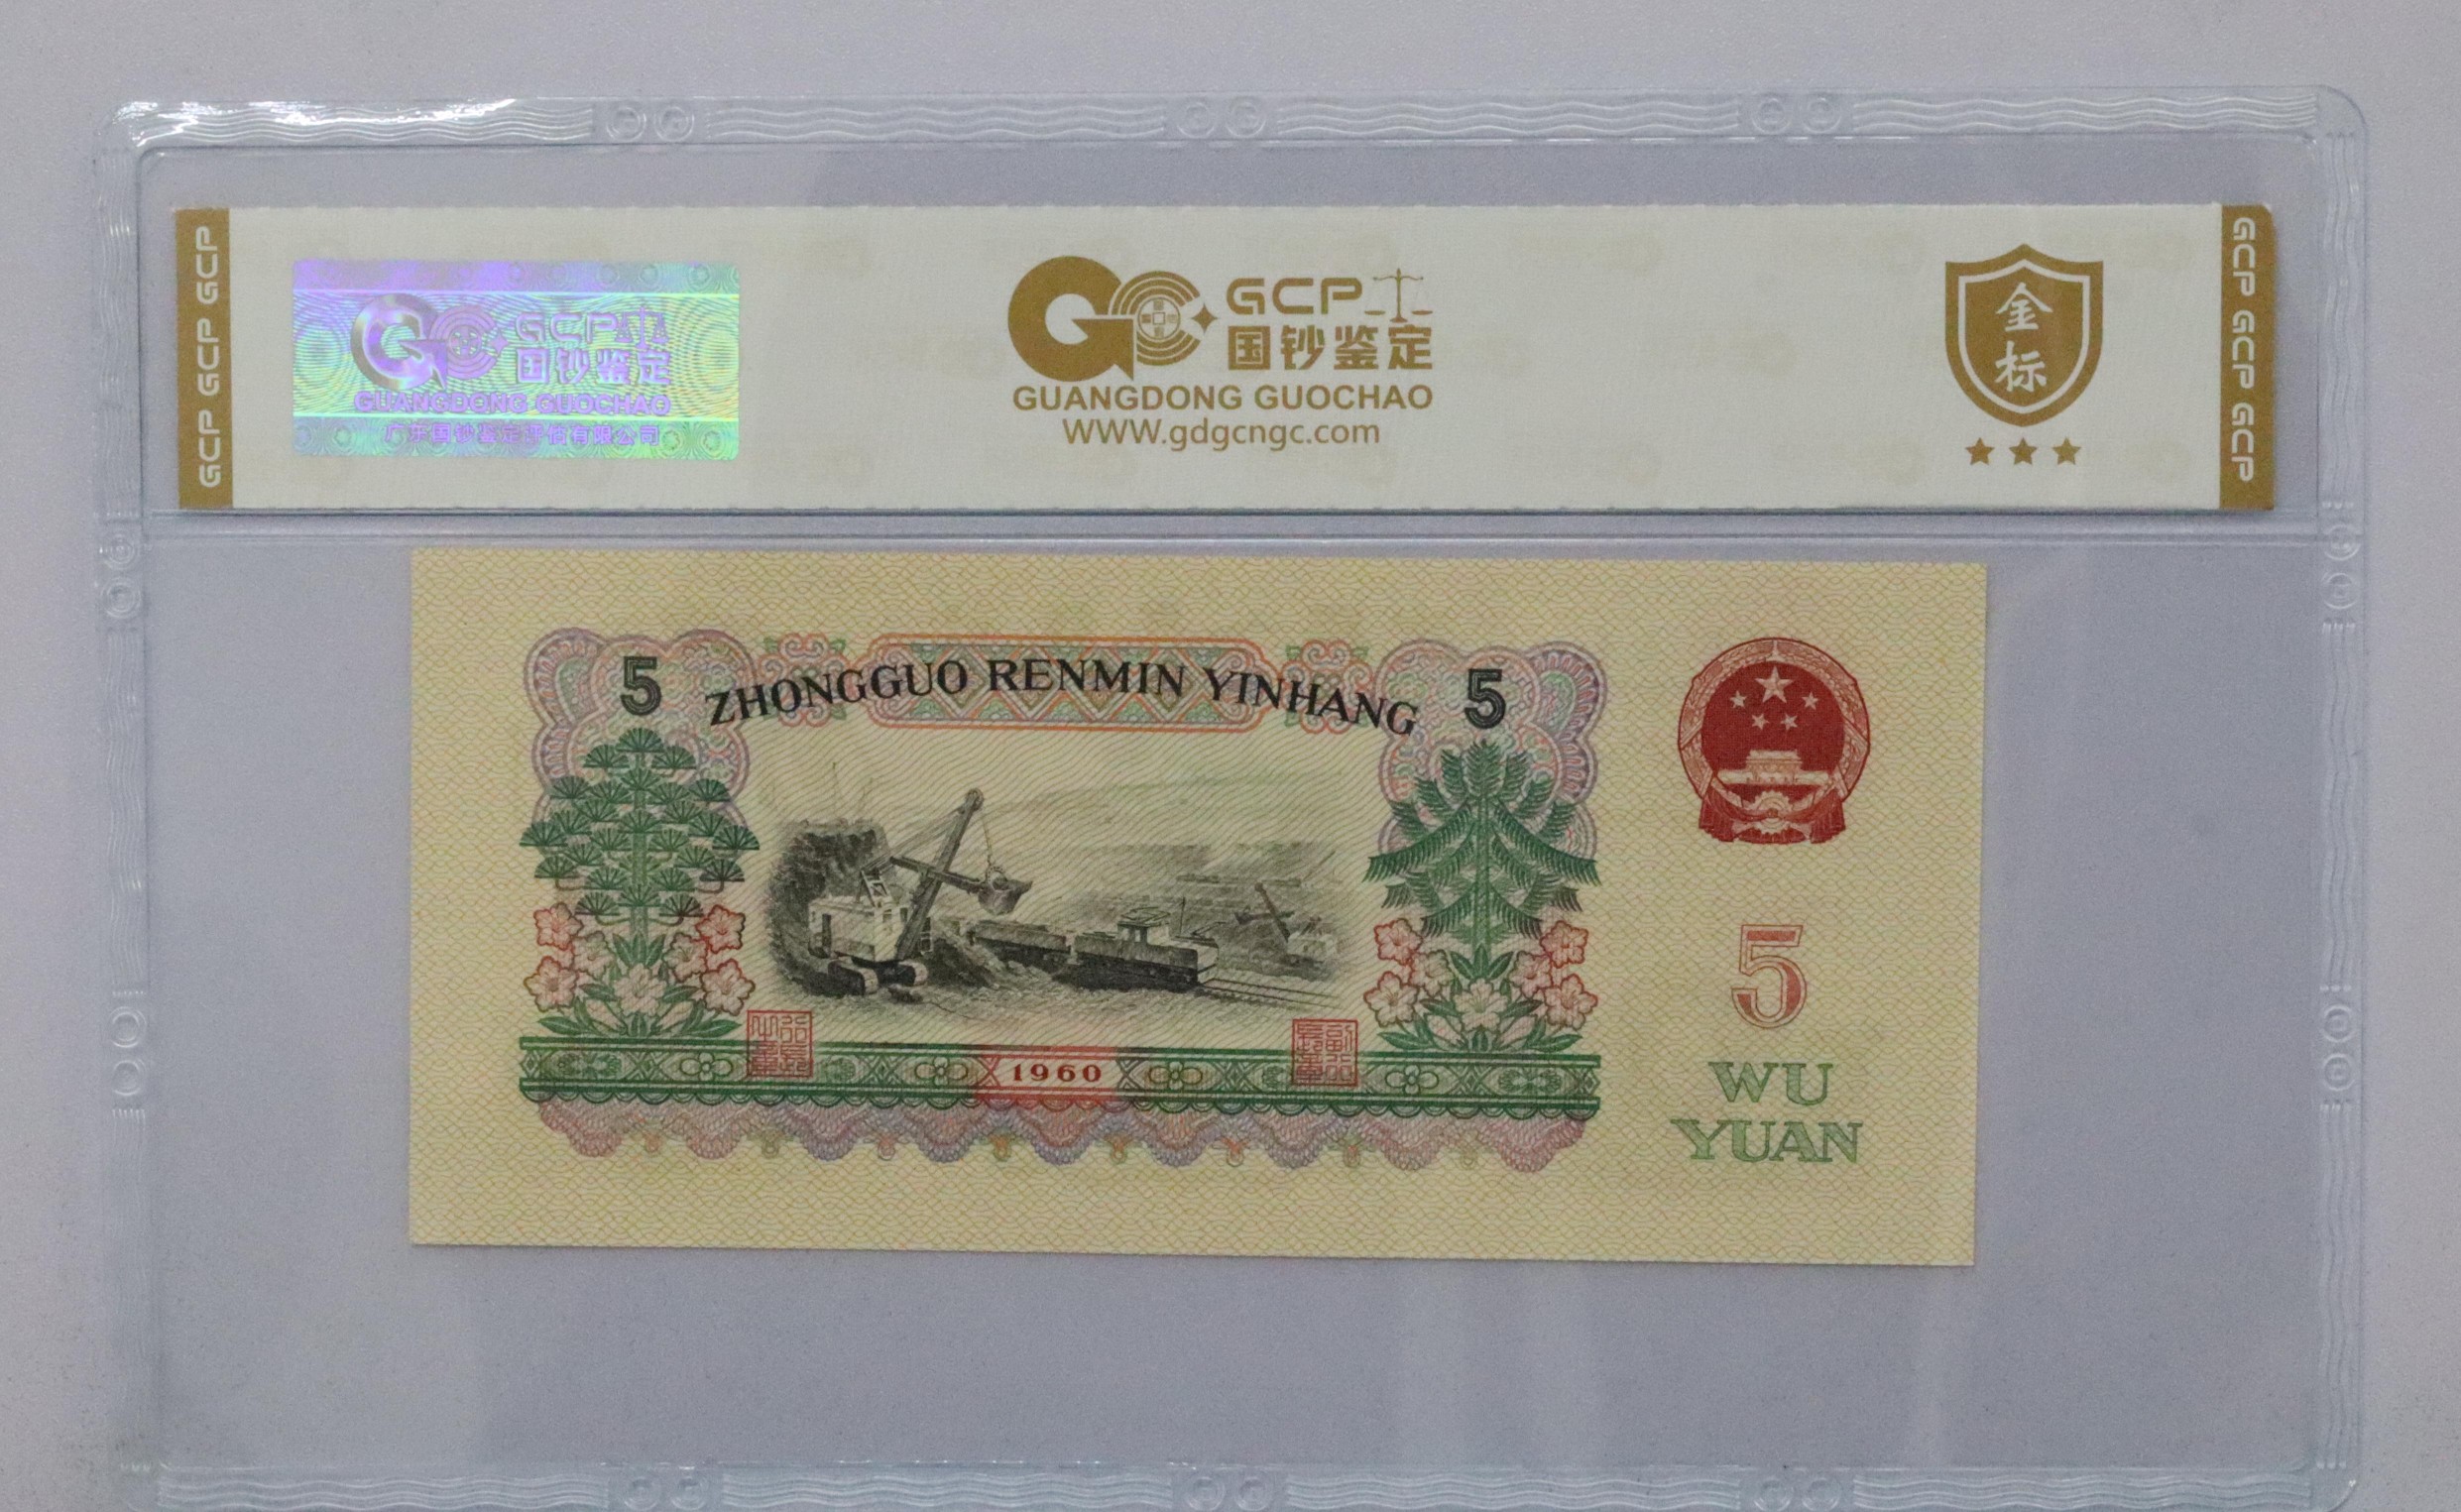 GCP GCP GCP
GCP
国钞鉴定
GUANGDONG GUOCHAO
广东国钞鉴定评估有限公司
GCP
国钞鉴定
GUANGDONG GUOCHAO
WWW.gdgcngc.com
金
标
GCP GCP GCP
5 ZHONGGUO RENMIN YINHANG 5
1960
5
WU
YUAN